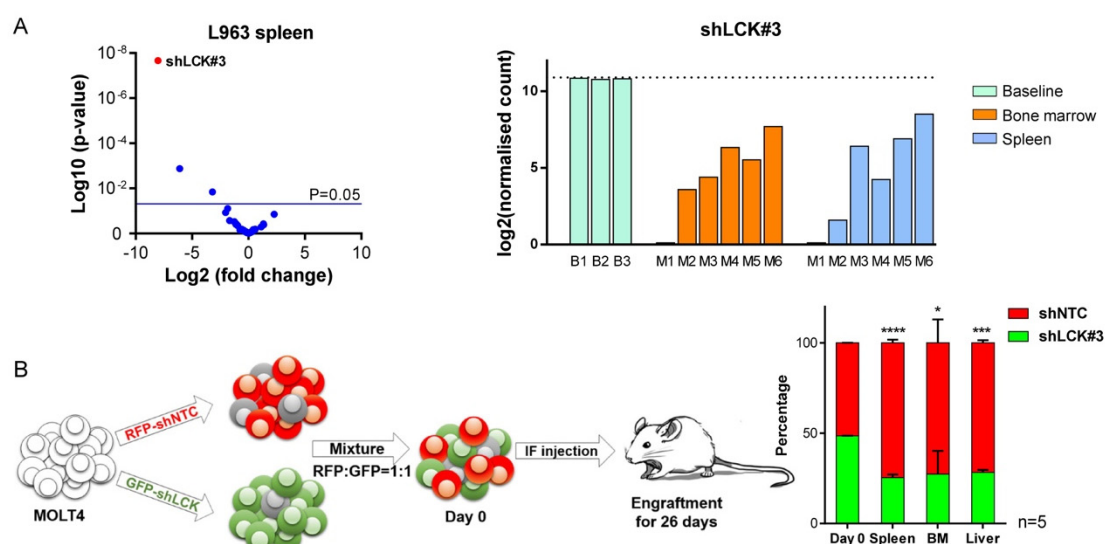 A
L963 spleen
10-8
10-6
10-4
10-2
0
Log10 (p-value)
shLCK#3
P=0.05
-10 -5 0 5 10
Log2 (fold change)
shLCK#3
log2(normalised count)
10
5
0
B1 B2 B3 M1 M2 M3 M4 M5 M6 M1 M2 M3 M4 M5 M6
Baseline
Bone marrow
Spleen
B
MOLT4
RFP-shNTC
GFP-shLCK
Mixture
RFP:GFP=1:1
Day 0
IF injection
Engraftment
for 26 days
Percentage
100
50
0
**** * ***
Day 0 Spleen BM Liver
shNTC
shLCK#3
n=5